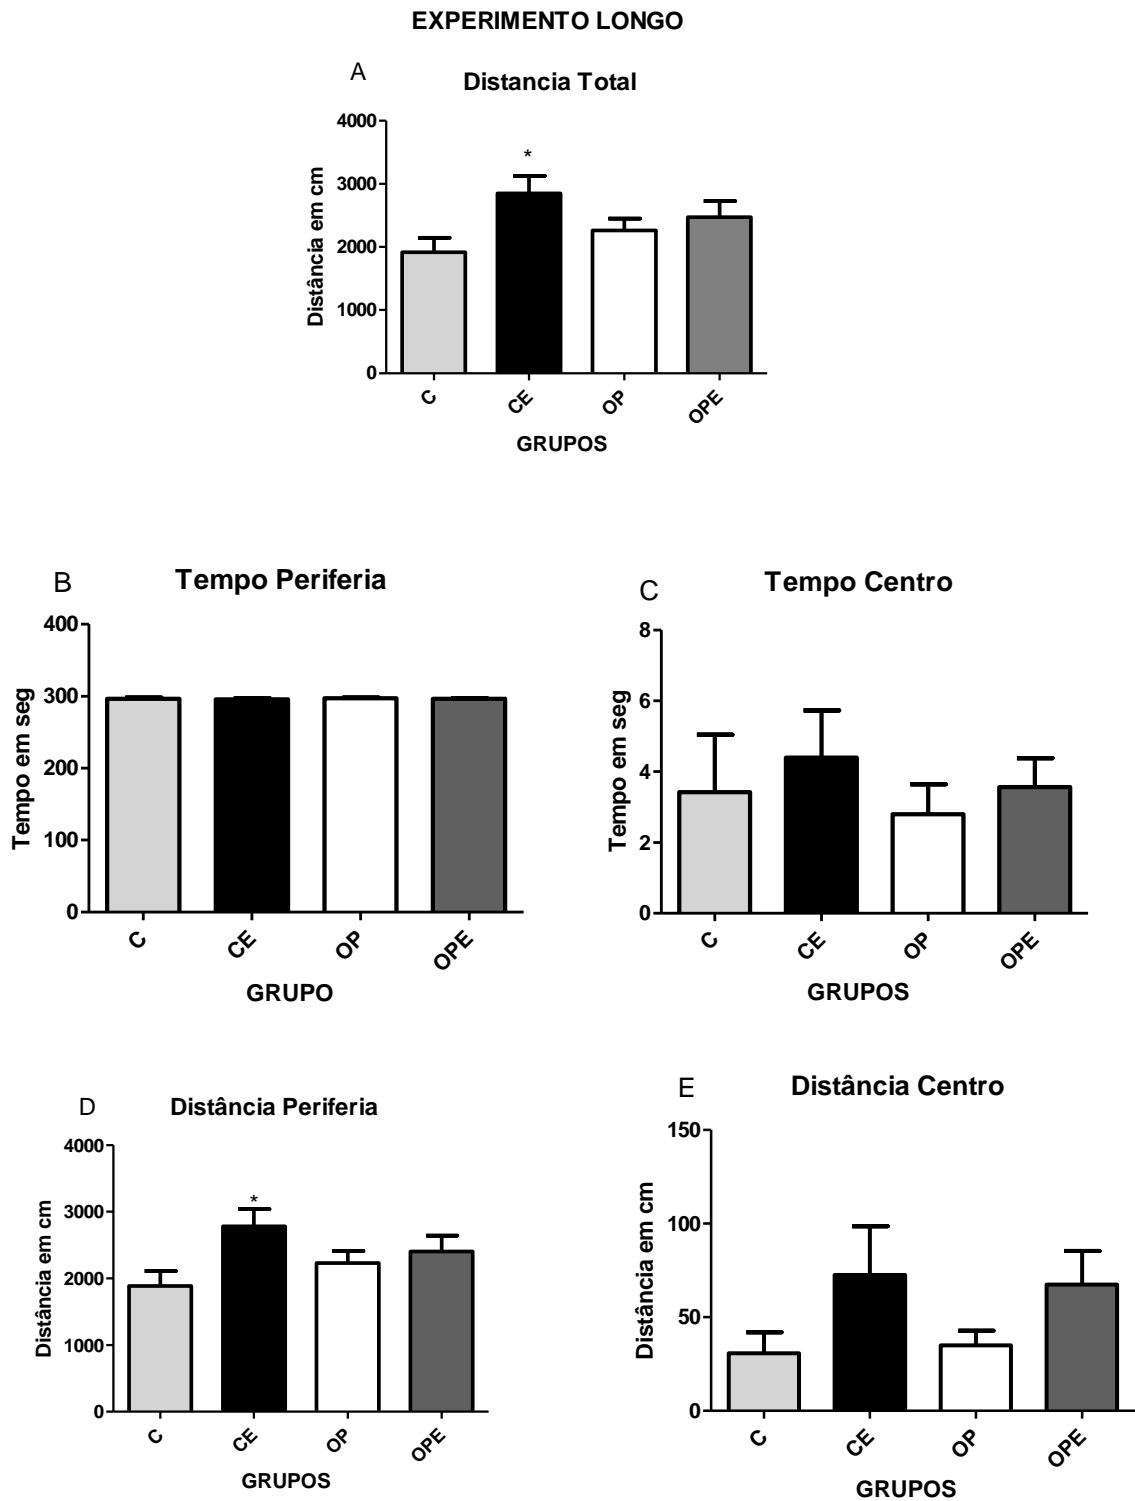 EXPERIMENTO LONGO
A
Distancia Total
Distância em cm
4000
3000
2000
1000
0
*
C
CE
OP
OPE
GRUPOS
B
Tempo Periferia
Tempo em seg
400
300
200
100
0
C
CE
OP
OPE
GRUPO
C
Tempo Centro
Tempo em seg
8
6
4
2
0
C
CE
OP
OPE
GRUPOS
D
Distância Periferia
Distância em cm
4000
3000
2000
1000
0
*
C
CE
OP
OPE
GRUPOS
E
Distância Centro
Distância em cm
150
100
50
0
C
CE
OP
OPE
GRUPOS